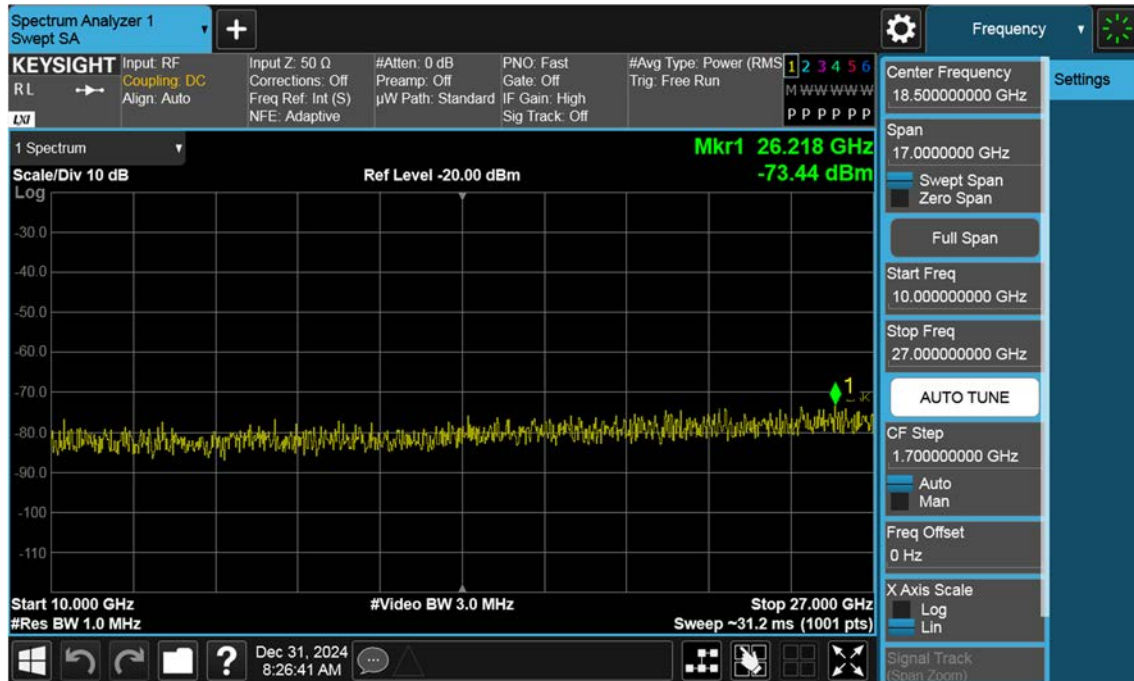 Spectrum Analyzer 1
Swept SA
Frequency
KEYSIGHT
RL
LXI
Input: RF
Coupling: DC
Align: Auto
Input Z: 50 Ω
Corrections: Off
Freq Ref: Int (S)
NFE: Adaptive
#Atten: 0 dB
Preamp: Off
µW Path: Standard
PNO: Fast
Gate: Off
IF Gain: High
Sig Track: Off
#Avg Type: Power (RMS
Trig: Free Run
1 2 3 4 5 6
M W W W W W
P P P P P P
1 Spectrum
Scale/Div 10 dB
Log
Ref Level -20.00 dBm
Mkr1 26.218 GHz
-73.44 dBm
-30.0
-40.0
-50.0
-60.0
-70.0
-80.0
-90.0
-100
-110
1
Start 10.000 GHz
#Res BW 1.0 MHz
#Video BW 3.0 MHz
Stop 27.000 GHz
Sweep ~31.2 ms (1001 pts)
Dec 31, 2024
8:26:41 AM
Center Frequency
18.500000000 GHz
Span
17.0000000 GHz
Swept Span
Zero Span
Full Span
Start Freq
10.000000000 GHz
Stop Freq
27.000000000 GHz
AUTO TUNE
CF Step
1.700000000 GHz
Auto
Man
Freq Offset
0 Hz
X Axis Scale
Log
Lin
Signal Track
(Span Zoom)
Settings